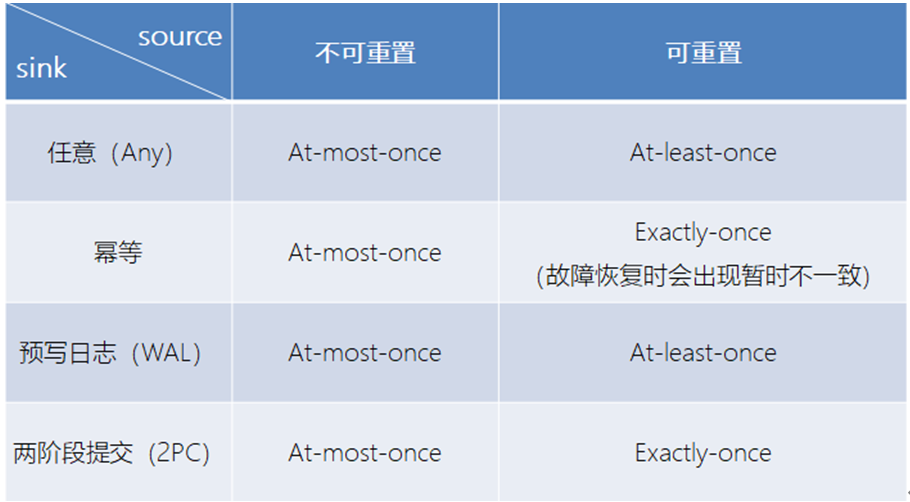 source
sink
不可重置
可重置
任意（Any）
At-most-once
At-least-once
幂等
At-most-once
Exactly-once
（故障恢复时会出现暂时不一致）
预写日志（WAL）
At-most-once
At-least-once
两阶段提交（2PC）
At-most-once
Exactly-once